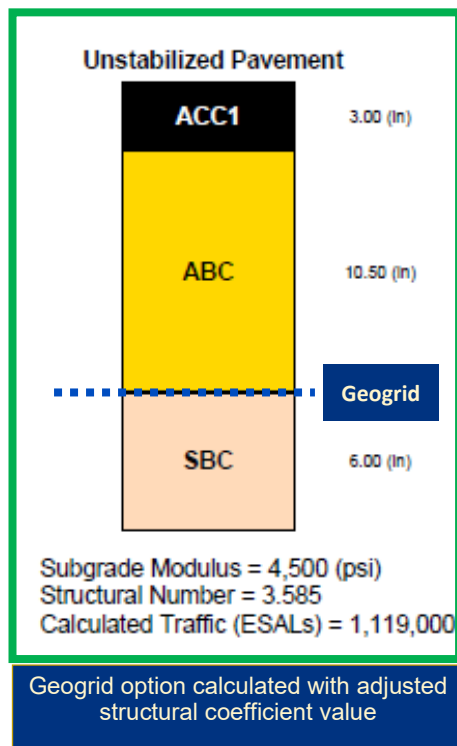 Unstabilized Pavement
ACC1 3.00 (in)
ABC 10.50 (in)
Geogrid
SBC 6.00 (in)
Subgrade Modulus = 4,500 (psi)
Structural Number = 3.585
Calculated Traffic (ESALs) = 1,119,000
Geogrid option calculated with adjusted
structural coefficient value